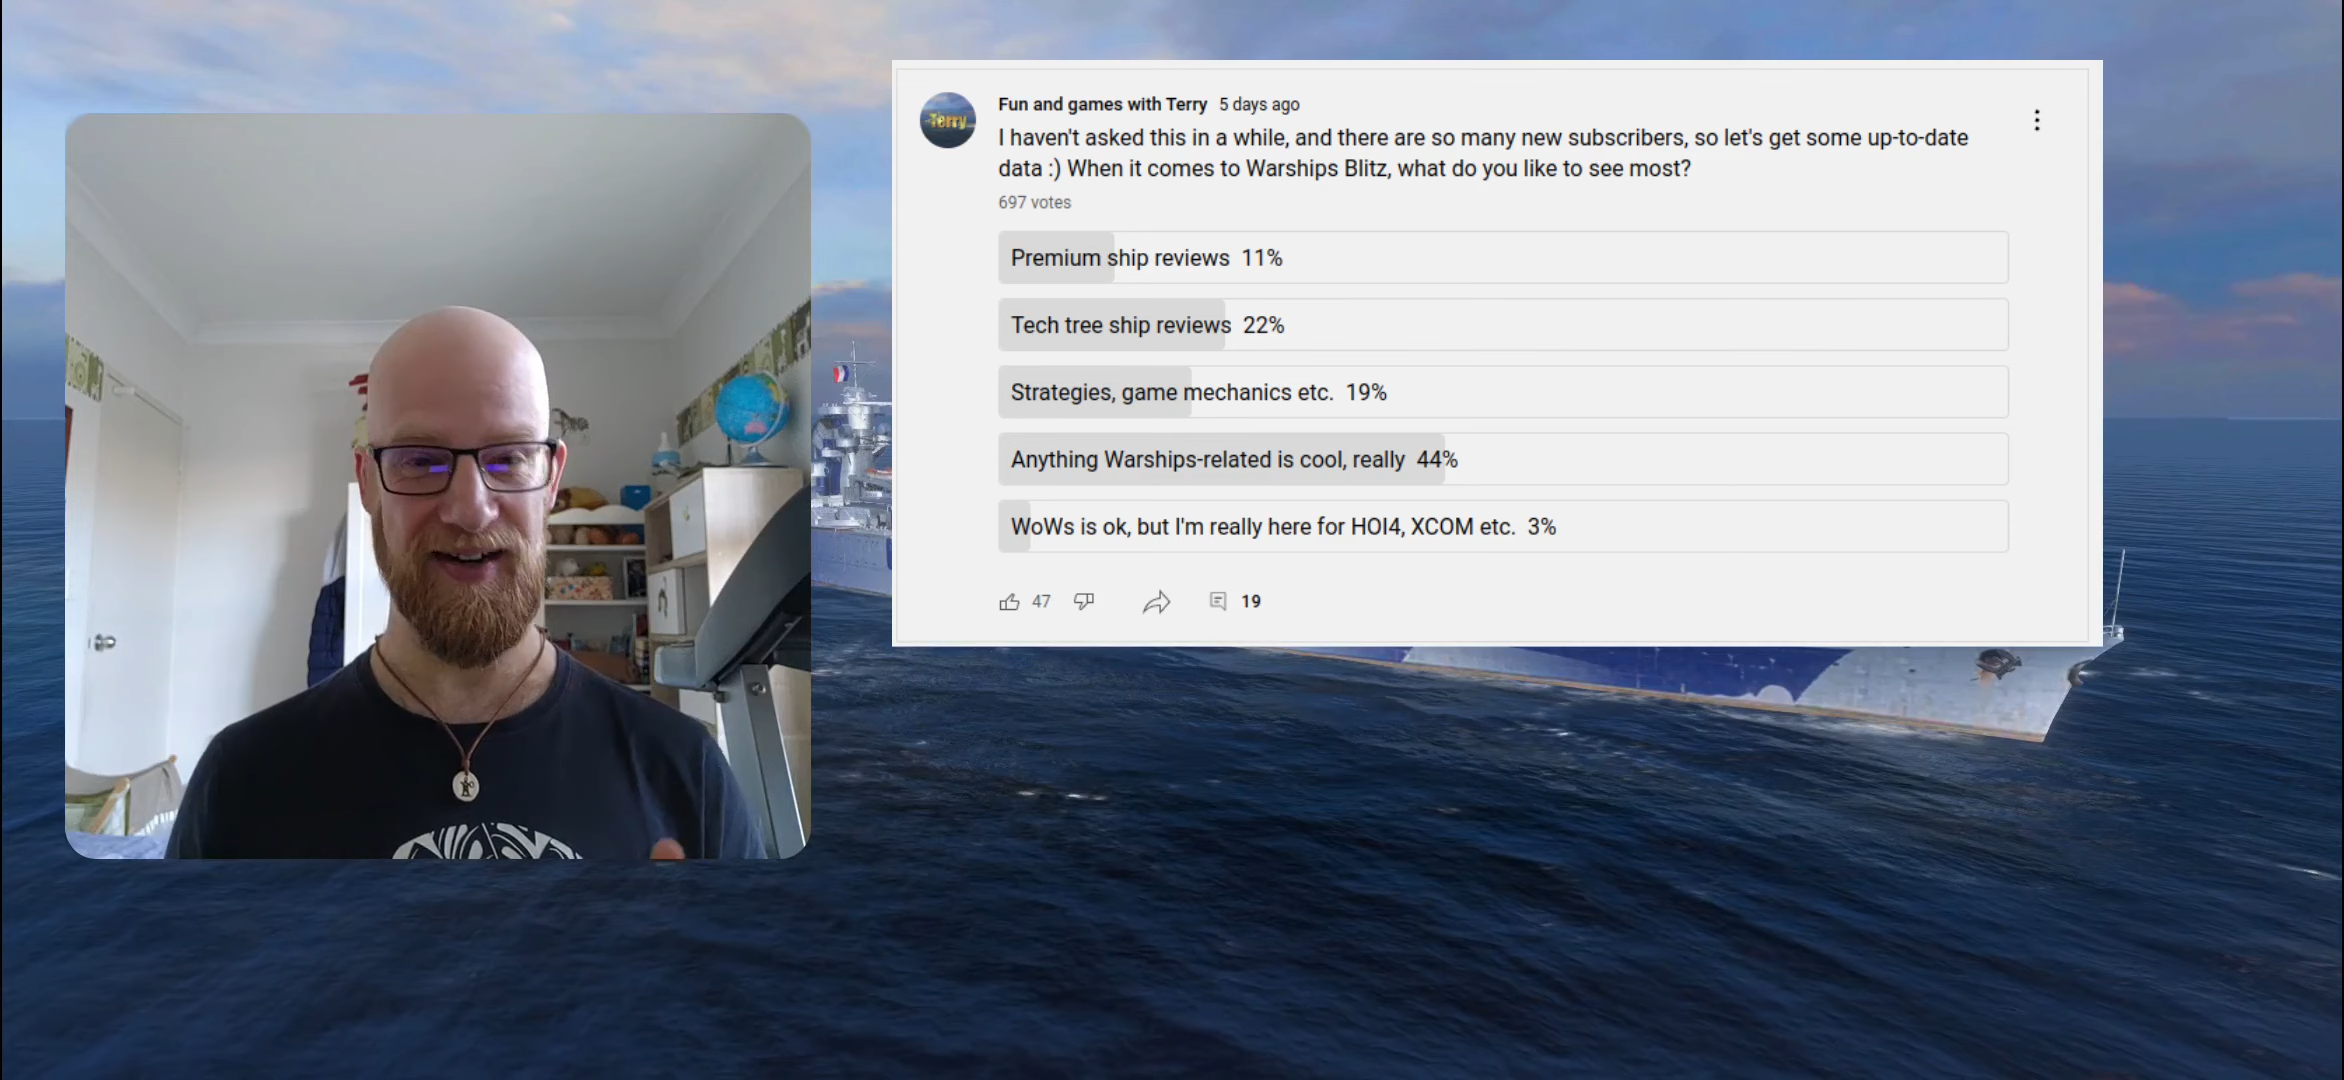 Terry
Fun and games with Terry 5 days ago
I haven't asked this in a while, and there are so many new subscribers, so let's get some up-to-date
data :) When it comes to Warships Blitz, what do you like to see most?
697 votes
Premium ship reviews 11%
Tech tree ship reviews 22%
Strategies, game mechanics etc. 19%
Anything Warships-related is cool, really 44%
WoWs is ok, but I'm really here for HOI4, XCOM etc. 3%
47 19